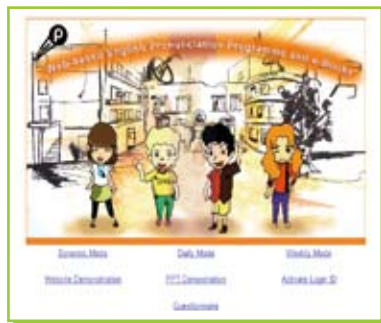 "Web-based English Pronunciation Programme and e-Books"
Dynamic Mode Daily Mode Weekly Mode
Website Demonstration PPT Demonstration Activate Login ID
Questionnaire